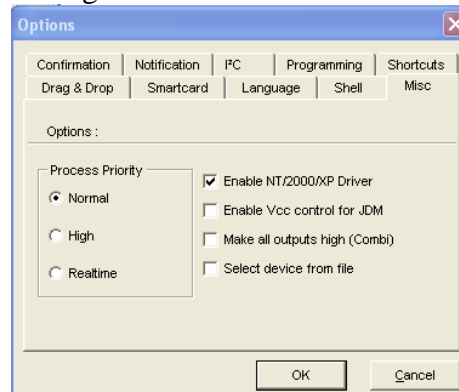 Options
Confirmation Notification I²C Programming Shortcuts
Drag & Drop Smartcard Language Shell Misc
Options :
Process Priority
Normal
High
Realtime
Enable NT/2000/XP Driver
Enable Vcc control for JDM
Make all outputs high (Combi)
Select device from file
OK Cancel